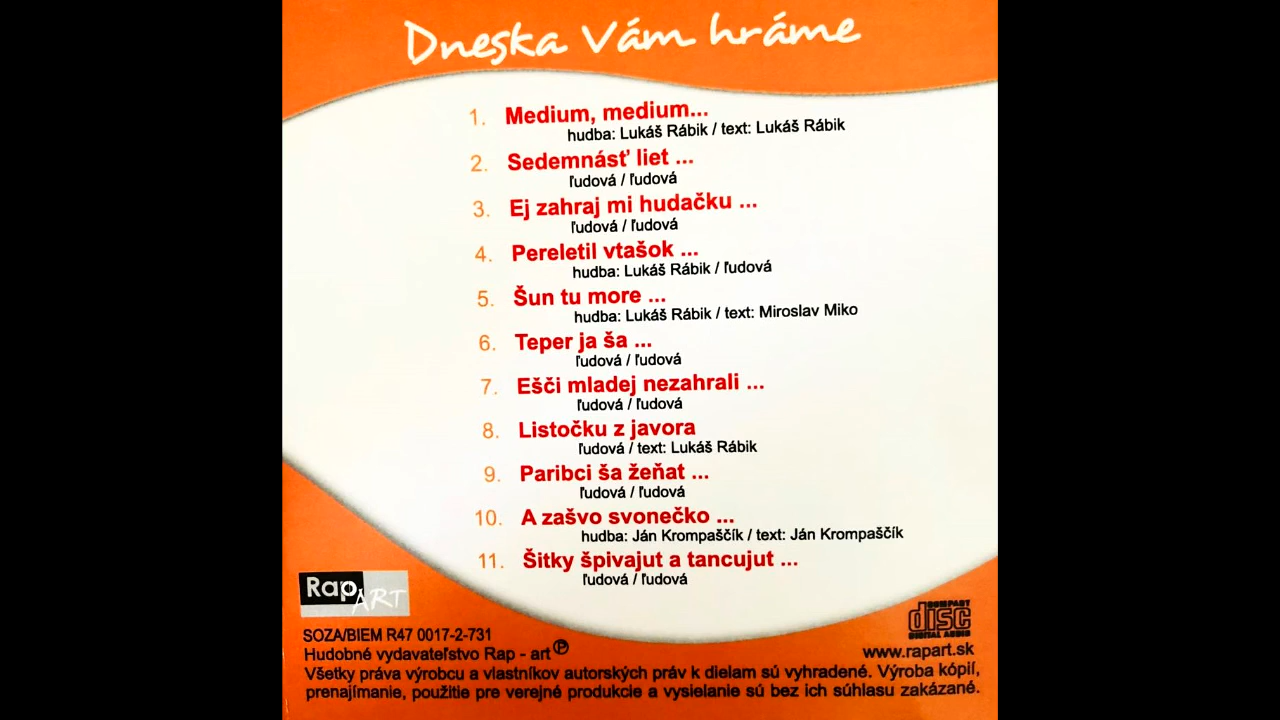 Dneska Vám hráme
1. Medium, medium...
hudba: Lukáš Rábik / text: Lukáš Rábik
2. Sedemnásť liet ...
ľudová / ľudová
3. Ej zahraj mi hudačku ...
ľudová / ľudová
4. Pereletil vtašok ...
hudba: Lukáš Rábik / ľudová
5. Šun tu more ...
hudba: Lukáš Rábik / text: Miroslav Miko
6. Teper ja ša ...
ľudová / ľudová
7. Ešči mladej nezahrali ...
ľudová / ľudová
8. Listočku z javora
ľudová / text: Lukáš Rábik
9. Paribci ša žeňat ...
ľudová / ľudová
10. A zašvo svonečko ...
hudba: Ján Krompaščík / text: Ján Krompaščík
11. Šitky špivajut a tancujut ...
ľudová / ľudová
Rap ART
COMPACT
disc
DIGITAL AUDIO
SOZA/BIEM R47 0017-2-731
Hudobné vydavateľstvo Rap - art ℗
www.rapart.sk
Všetky práva výrobcu a vlastníkov autorských práv k dielam sú vyhradené. Výroba kópií,
prenajímanie, použitie pre verejné produkcie a vysielanie sú bez ich súhlasu zakázané.